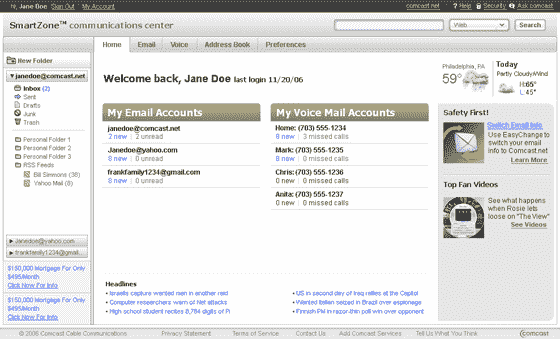 Hi, Jane Doe Sign Out | My Account
comcast.net ? Help Security Ask comcast
SmartZone™ communications center
Web
Search
Home Email Voice Address Book Preferences
New Folder
janedoe@comcast.net
Inbox (2)
Sent
Drafts
Junk
Trash
Personal Folder 1
Personal Folder 2
RSS Feeds
Bill Simmons (38)
Yahoo Mail (8)
Janedoe@yahoo.com
frankfamily1234@gmail...
$150,000 Mortgage For Only
$495/Month
Click Now For Info
$150,000 Mortgage For Only
$495/Month
Click Now For Info
Welcome back, Jane Doe last login 11/20/06
Philadelphia, PA
59°
Today
Partly Cloudy/Wind
H:65°
L:45°
My Email Accounts
janedoe@comcast.net
2 new | 2 unread
Janedoe@yahoo.com
8 new | 0 unread
frankfamily1234@gmail.com
8 new | 0 unread
My Voice Mail Accounts
Home: (703) 555-1234
8 new | 3 missed calls
Mark: (703) 555-1235
8 new | 0 missed calls
Chris: (703) 555-1236
0 new | 0 missed calls
Anita: (703) 555-1237
0 new | 0 missed calls
Safety First!
Switch Email Info
Use EasyChange to
switch your email
info to Comcast.net
Learn More
Top Fan Videos
See what happens
when Rosie lets
loose on "The View"
See Videos
Headlines
• Israelis capture wanted men in another raid
• Computer researchers warn of Net attacks
• High school student recites 8,784 digits of Pi
• US in second day of Iraq rallies at the Capitol
• Wanted Italian seized in Brazil over espionage
• Finnish PM in razor-thin poll win over opponent
© 2006 Comcast Cable Communications
Privacy Statement Terms of Service Contact Us Add Comcast Services Tell Us What You Think
comcast